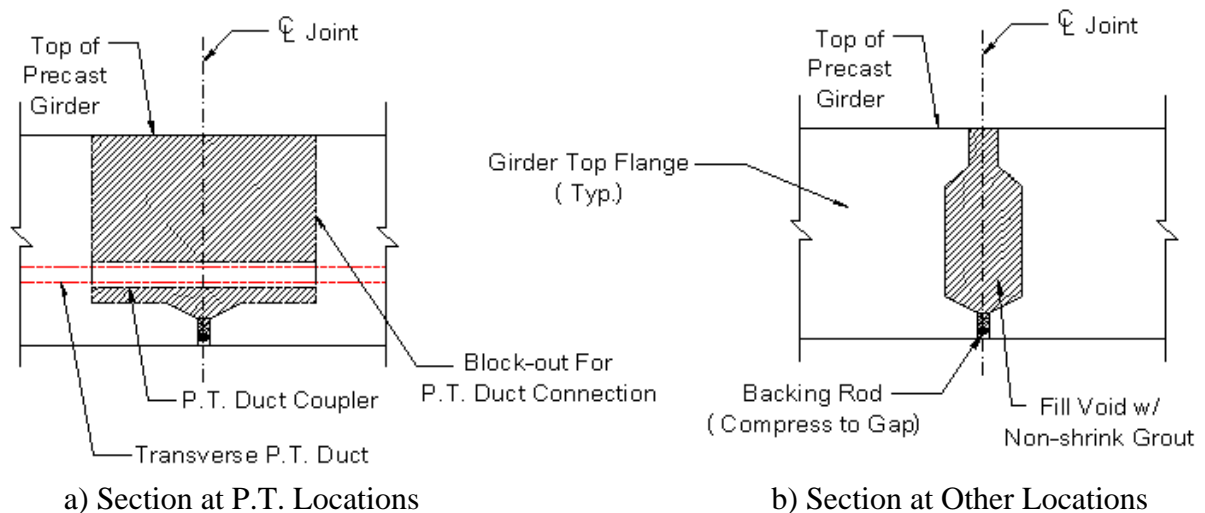 ℄ Joint
Top of
Precast
Girder
P.T. Duct Coupler
Transverse P.T. Duct
Block-out For
P.T. Duct Connection
a) Section at P.T. Locations
℄ Joint
Top of
Precast
Girder
Girder Top Flange
( Typ.)
Backing Rod
( Compress to Gap)
Fill Void w/
Non-shrink Grout
b) Section at Other Locations